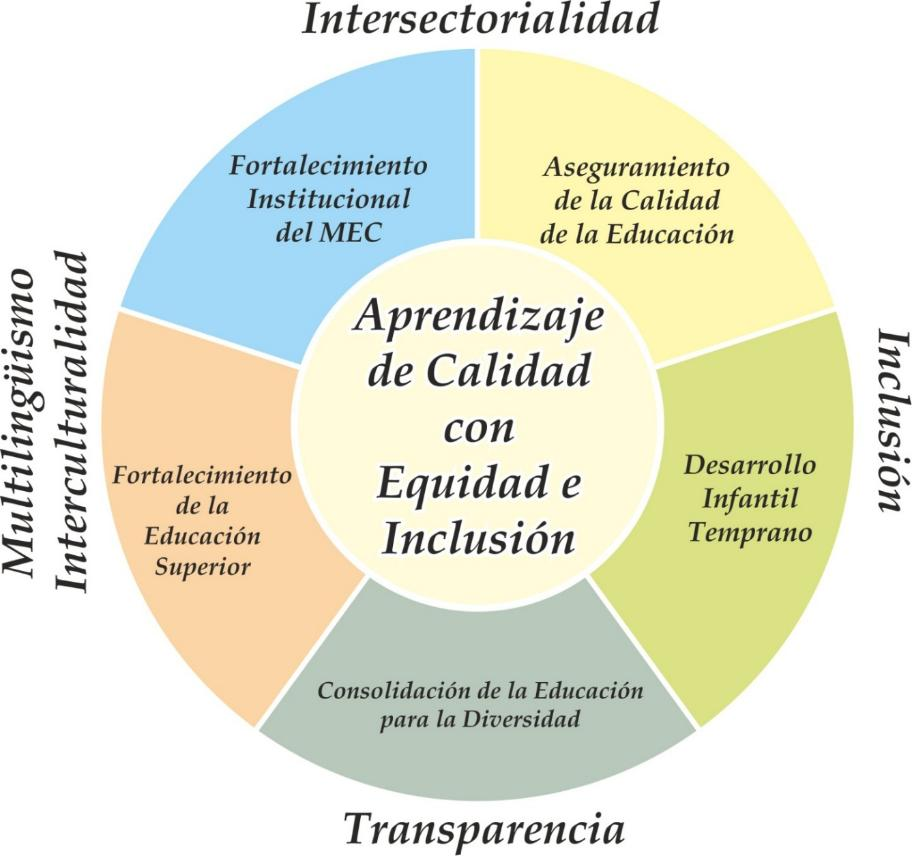 Intersectorialidad
Fortalecimiento
Institucional
del MEC
Aseguramiento
de la Calidad
de la Educación
Multilingüismo
Interculturalidad
Aprendizaje
de Calidad
con
Equidad e
Inclusión
Inclusión
Desarrollo
Infantil
Temprano
Fortalecimiento
de la
Educación
Superior
Consolidación de la Educación
para la Diversidad
Transparencia